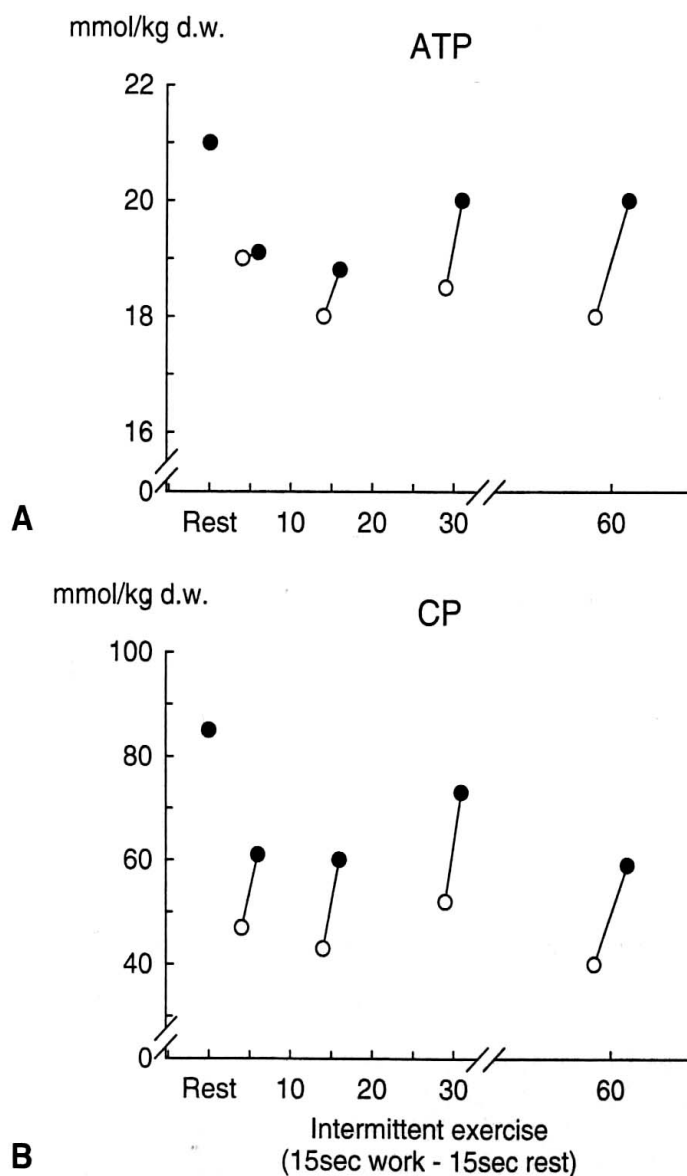 mmol/kg d.w.
ATP
22
20
18
16
0
A
Rest 10 20 30 60
mmol/kg d.w.
CP
100
80
60
40
0
Rest 10 20 30 60
Intermittent exercise
B
(15sec work - 15sec rest)